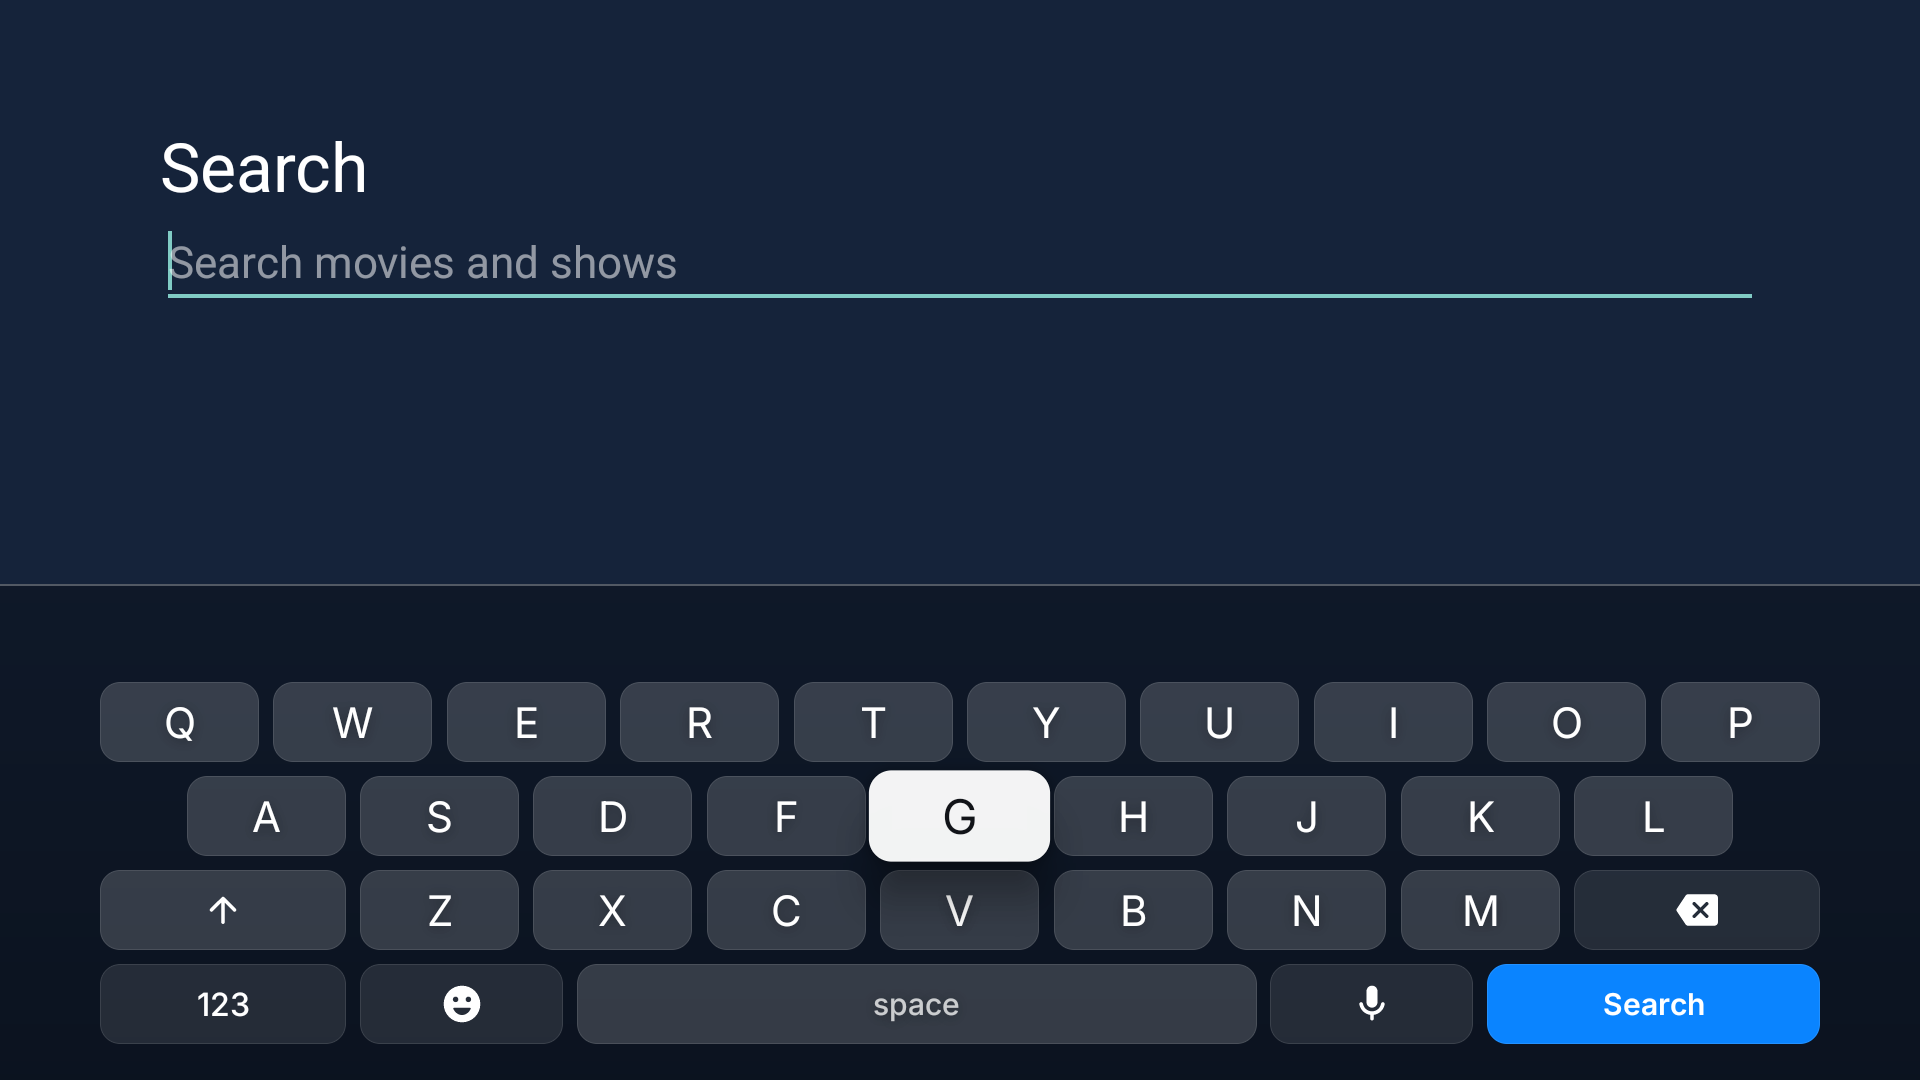 Search
Search movies and shows
Q W E R T Y U I O P
A S D F G H J K L
Z X C V B N M
123 space Search